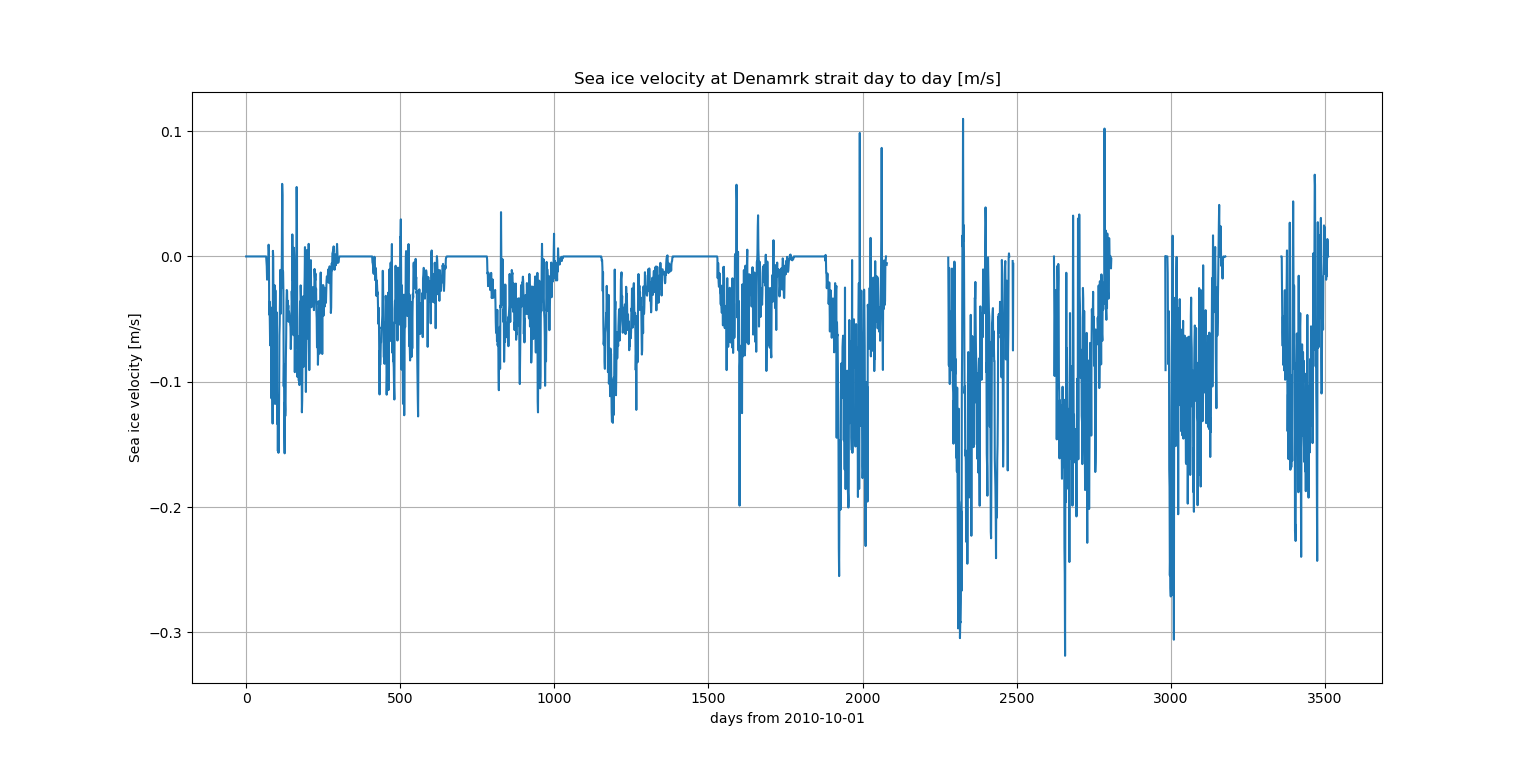 Sea ice velocity at Denamrk strait day to day [m/s]
0.1
0.0
−0.1
−0.2
−0.3
Sea ice velocity [m/s]
0 500 1000 1500 2000 2500 3000 3500
days from 2010-10-01